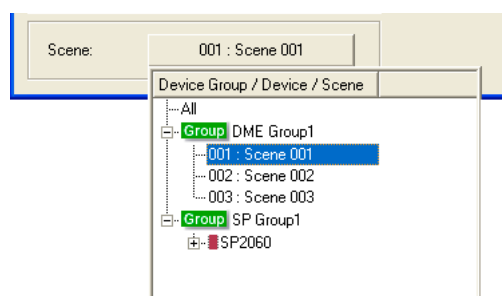 Scene: 001 : Scene 001
Device Group / Device / Scene
All
Group DME Group1
001 : Scene 001
002 : Scene 002
003 : Scene 003
Group SP Group1
SP2060